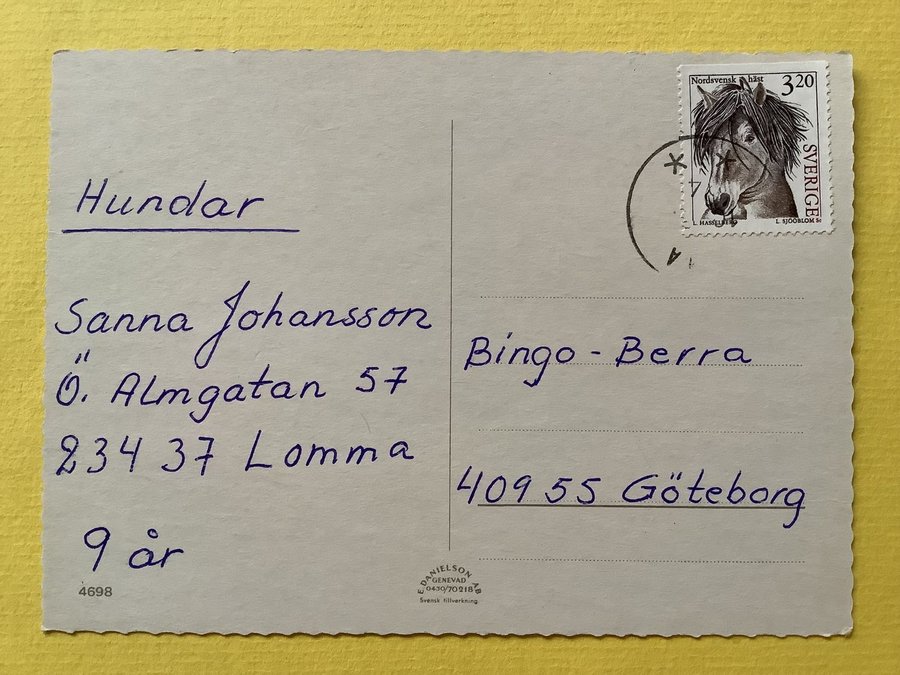 Nordsvensk häst
3.20
SVERIGE
L. HASSELBERG
L. SJÖÖBLOM Sc
7
A
Hundar
Sanna Johansson
Ö. Almgatan 57
234 37 Lomma
9 år
4698
E. DANIELSON AB
GENEVAD
0430/70218
Svensk tillverkning.
Bingo-Berra
409 55 Göteborg